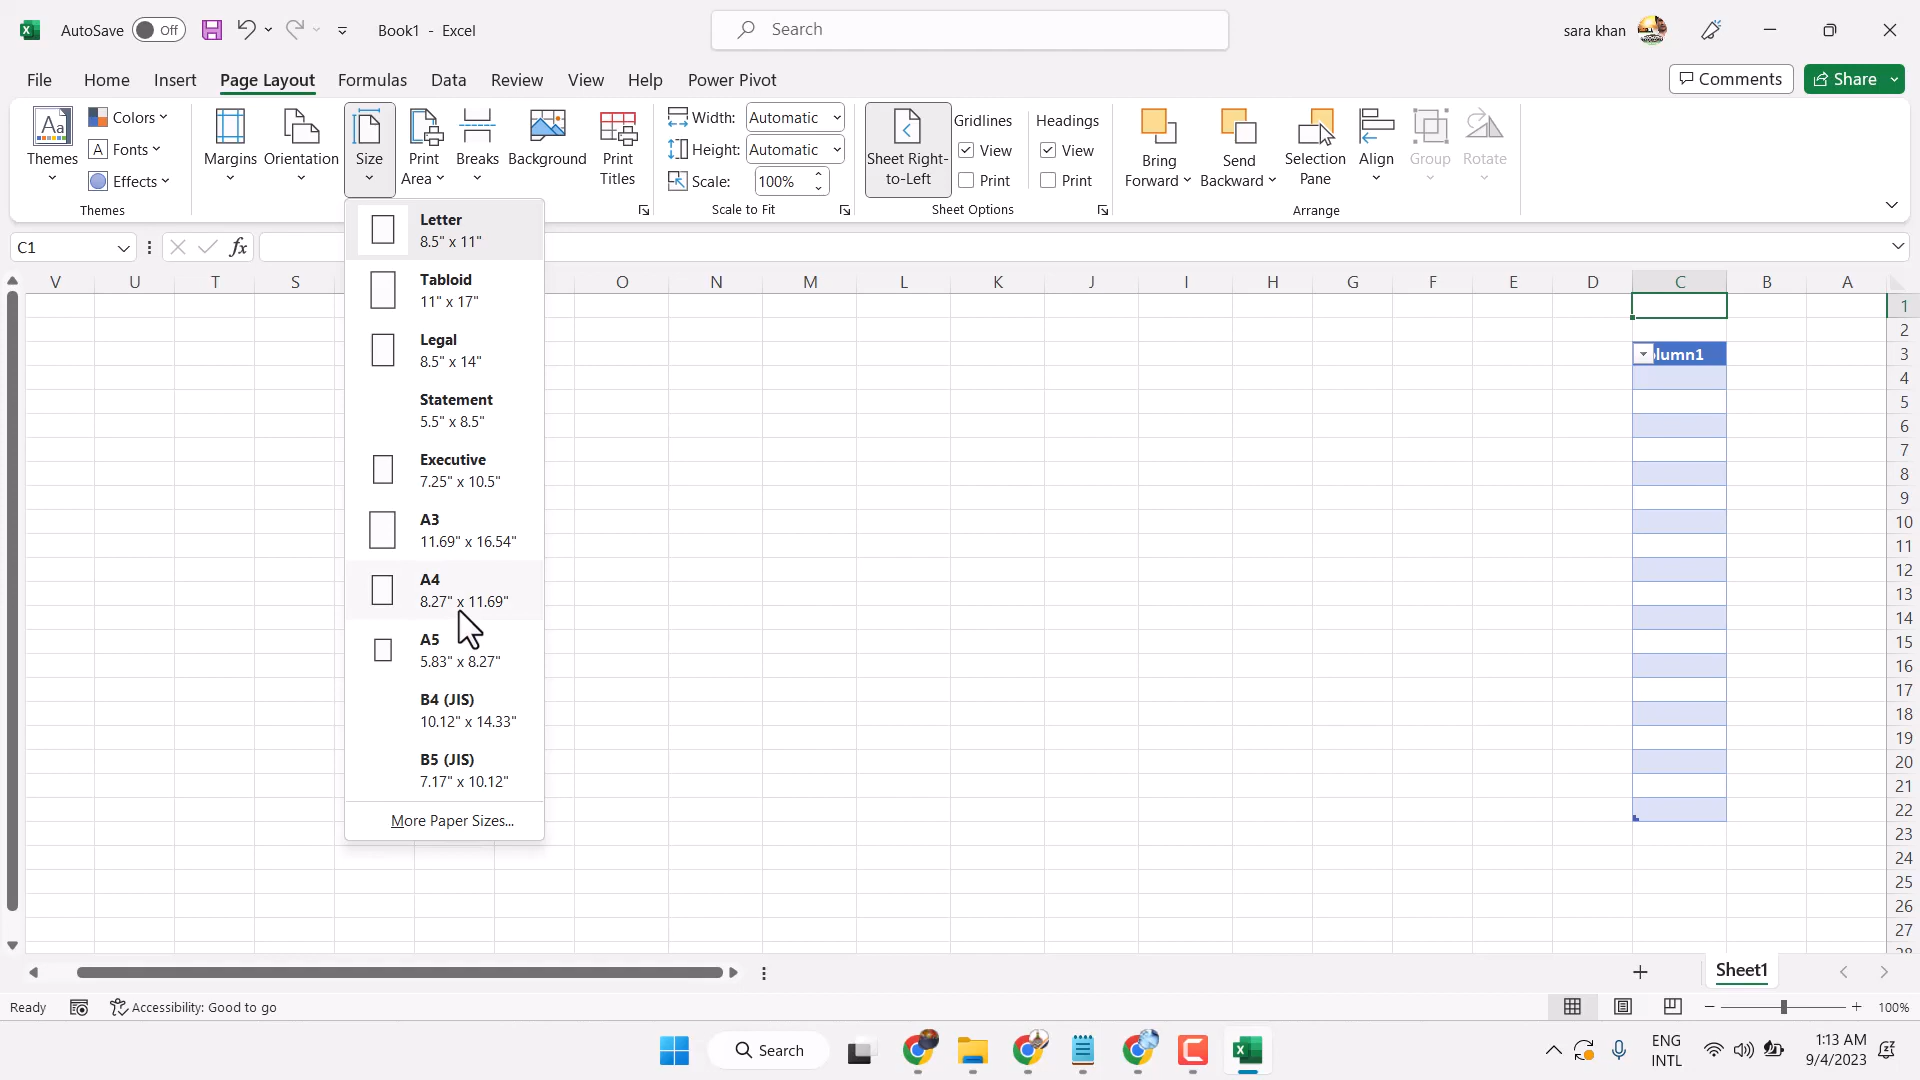 AutoSave Off Book1 - Excel Search sara khan
File Home Insert Page Layout Formulas Data Review View Help Power Pivot Comments Share
Themes
Colors
Fonts
Effects
Themes
Margins
Orientation
Size
Print
Area
Breaks
Background
Print
Titles
Width: Automatic
Height: Automatic
Scale: 100%
Scale to Fit
Sheet Right-
to-Left
Gridlines
View
Print
Headings
View
Print
Sheet Options
Bring
Forward
Send
Backward
Selection
Pane
Align
Group
Rotate
Arrange
C1 fx
V U T S O N M L K J I H G F E D C B A
Letter
8.5" x 11"
Tabloid
11" x 17"
Legal
8.5" x 14"
Statement
5.5" x 8.5"
Executive
7.25" x 10.5"
A3
11.69" x 16.54"
A4
8.27" x 11.69"
A5
5.83" x 8.27"
B4 (JIS)
10.12" x 14.33"
B5 (JIS)
7.17" x 10.12"
More Paper Sizes...
1
2
lumn1 3
4
5
6
7
8
9
10
11
12
13
14
15
16
17
18
19
20
21
22
23
24
25
26
27
28
Sheet1
Ready Accessibility: Good to go 100%
Search
ENG
INTL
1:13 AM
9/4/2023